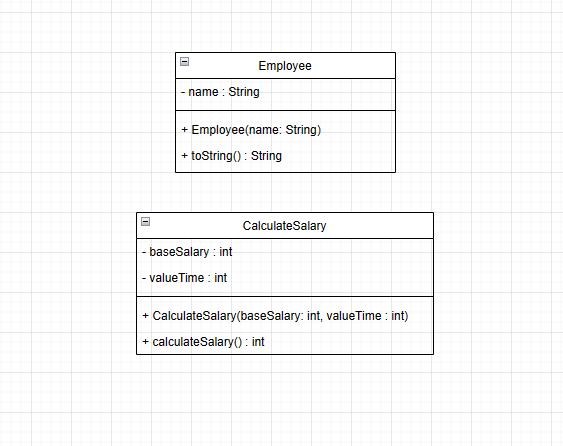 Employee
- name : String
+ Employee(name: String)
+ toString() : String
CalculateSalary
- baseSalary : int
- valueTime : int
+ CalculateSalary(baseSalary: int, valueTime : int)
+ calculateSalary() : int